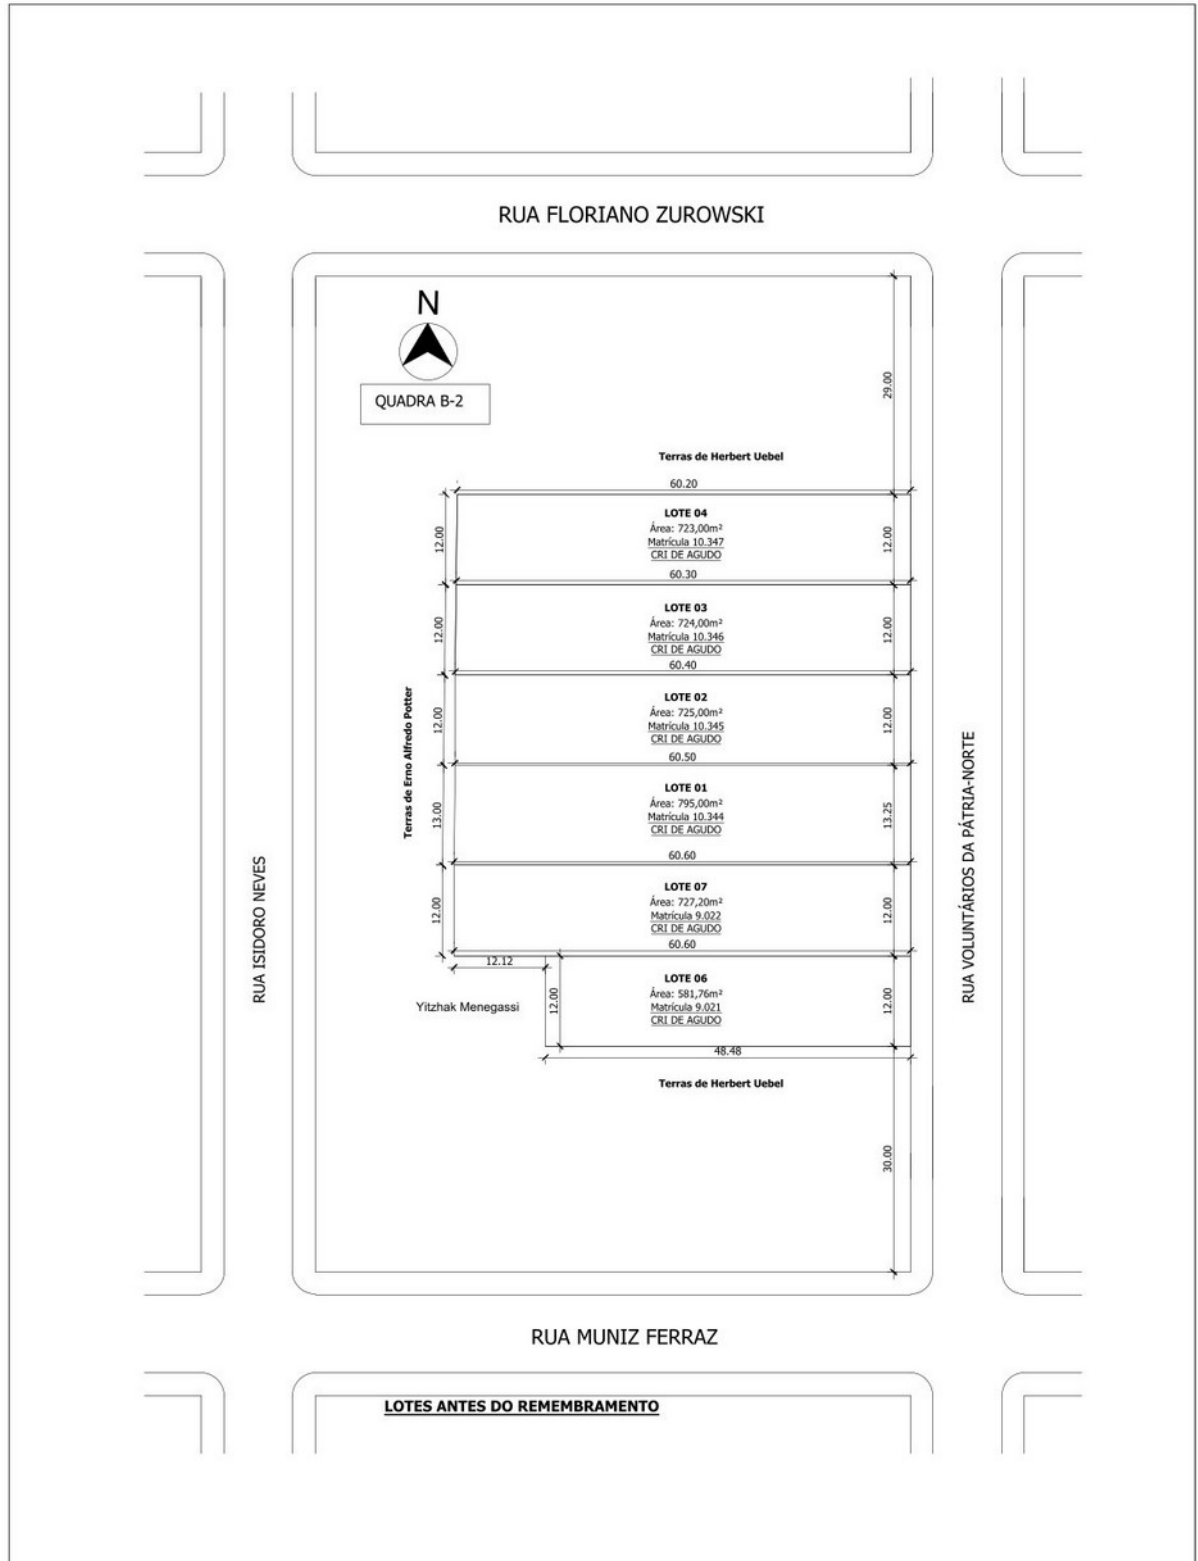 RUA FLORIANO ZUROWSKI
N
QUADRA B-2
29.00
Terras de Herbert Uebel
60.20
LOTE 04
Área: 723,00m²
Matrícula 10.347
CRI DE AGUDO
12.00
12.00
60.30
LOTE 03
Área: 724,00m²
Matrícula 10.346
CRI DE AGUDO
12.00
12.00
60.40
LOTE 02
Área: 725,00m²
Matrícula 10.345
CRI DE AGUDO
12.00
12.00
60.50
Terras de Erno Alfredo Potter
LOTE 01
Área: 795,00m²
Matrícula 10.344
CRI DE AGUDO
13.00
13.25
60.60
LOTE 07
Área: 727,20m²
Matrícula 9.022
CRI DE AGUDO
12.00
12.00
60.60
12.12
RUA ISIDORO NEVES
RUA VOLUNTÁRIOS DA PÁTRIA-NORTE
Yitzhak Menegassi
12.00
LOTE 06
Área: 581,76m²
Matrícula 9.021
CRI DE AGUDO
12.00
48.48
Terras de Herbert Uebel
30.00
RUA MUNIZ FERRAZ
LOTES ANTES DO REMEMBRAMENTO